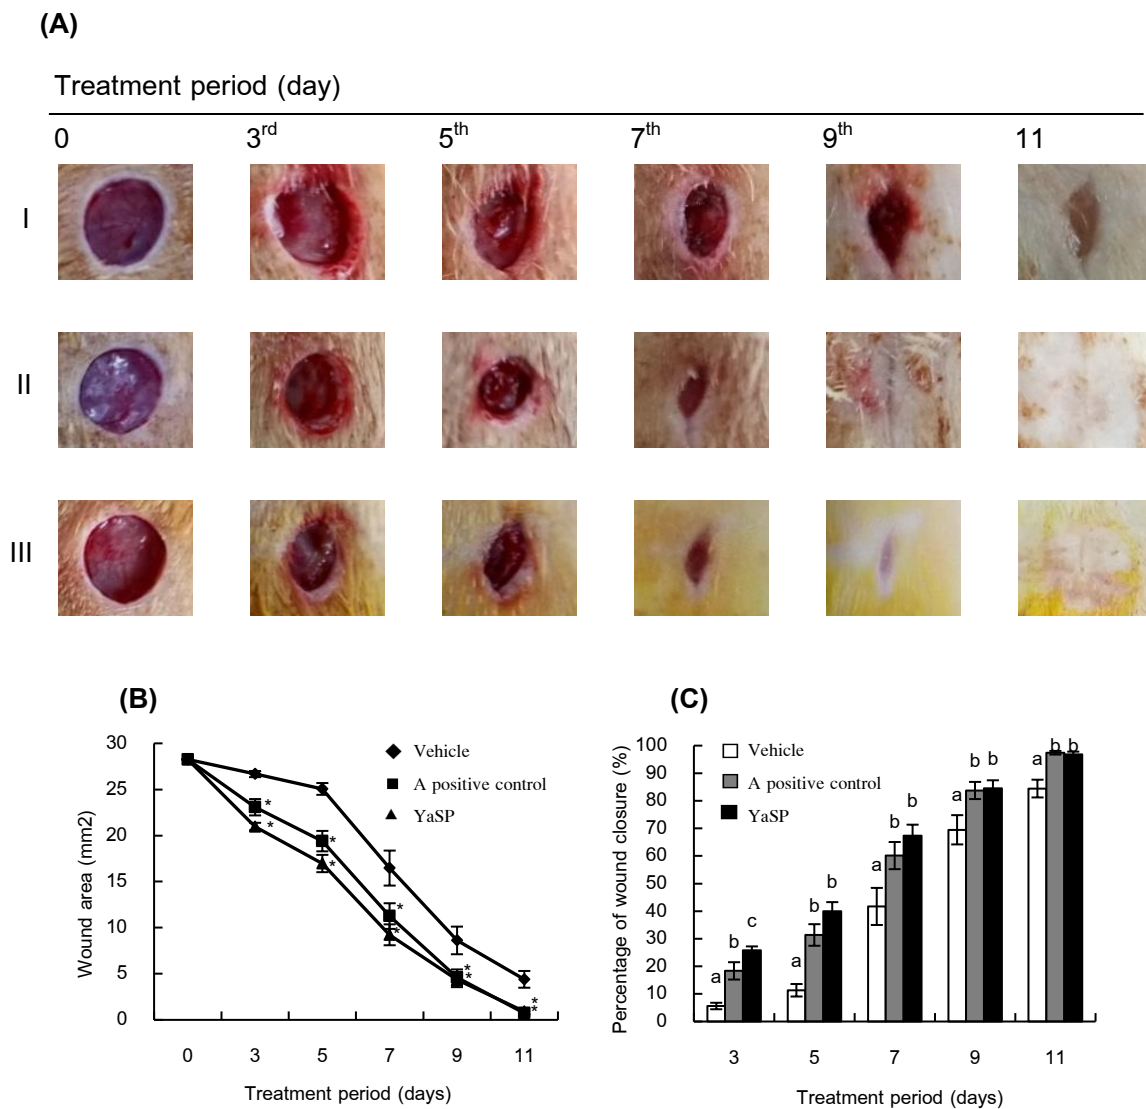 (A)
Treatment period (day)
0 3rd 5th 7th 9th 11
I
II
III
(B)
30
25
20
15
10
5
0
Wound area (mm2)
Vehicle
A positive control
YaSP
* * * * * * * * * *
0 3 5 7 9 11
Treatment period (days)
(C)
100
90
80
70
60
50
40
30
20
10
0
Percentage of wound closure (%)
Vehicle
A positive control
YaSP
a b c a b b a b b a b b a b b
3 5 7 9 11
Treatment period (days)